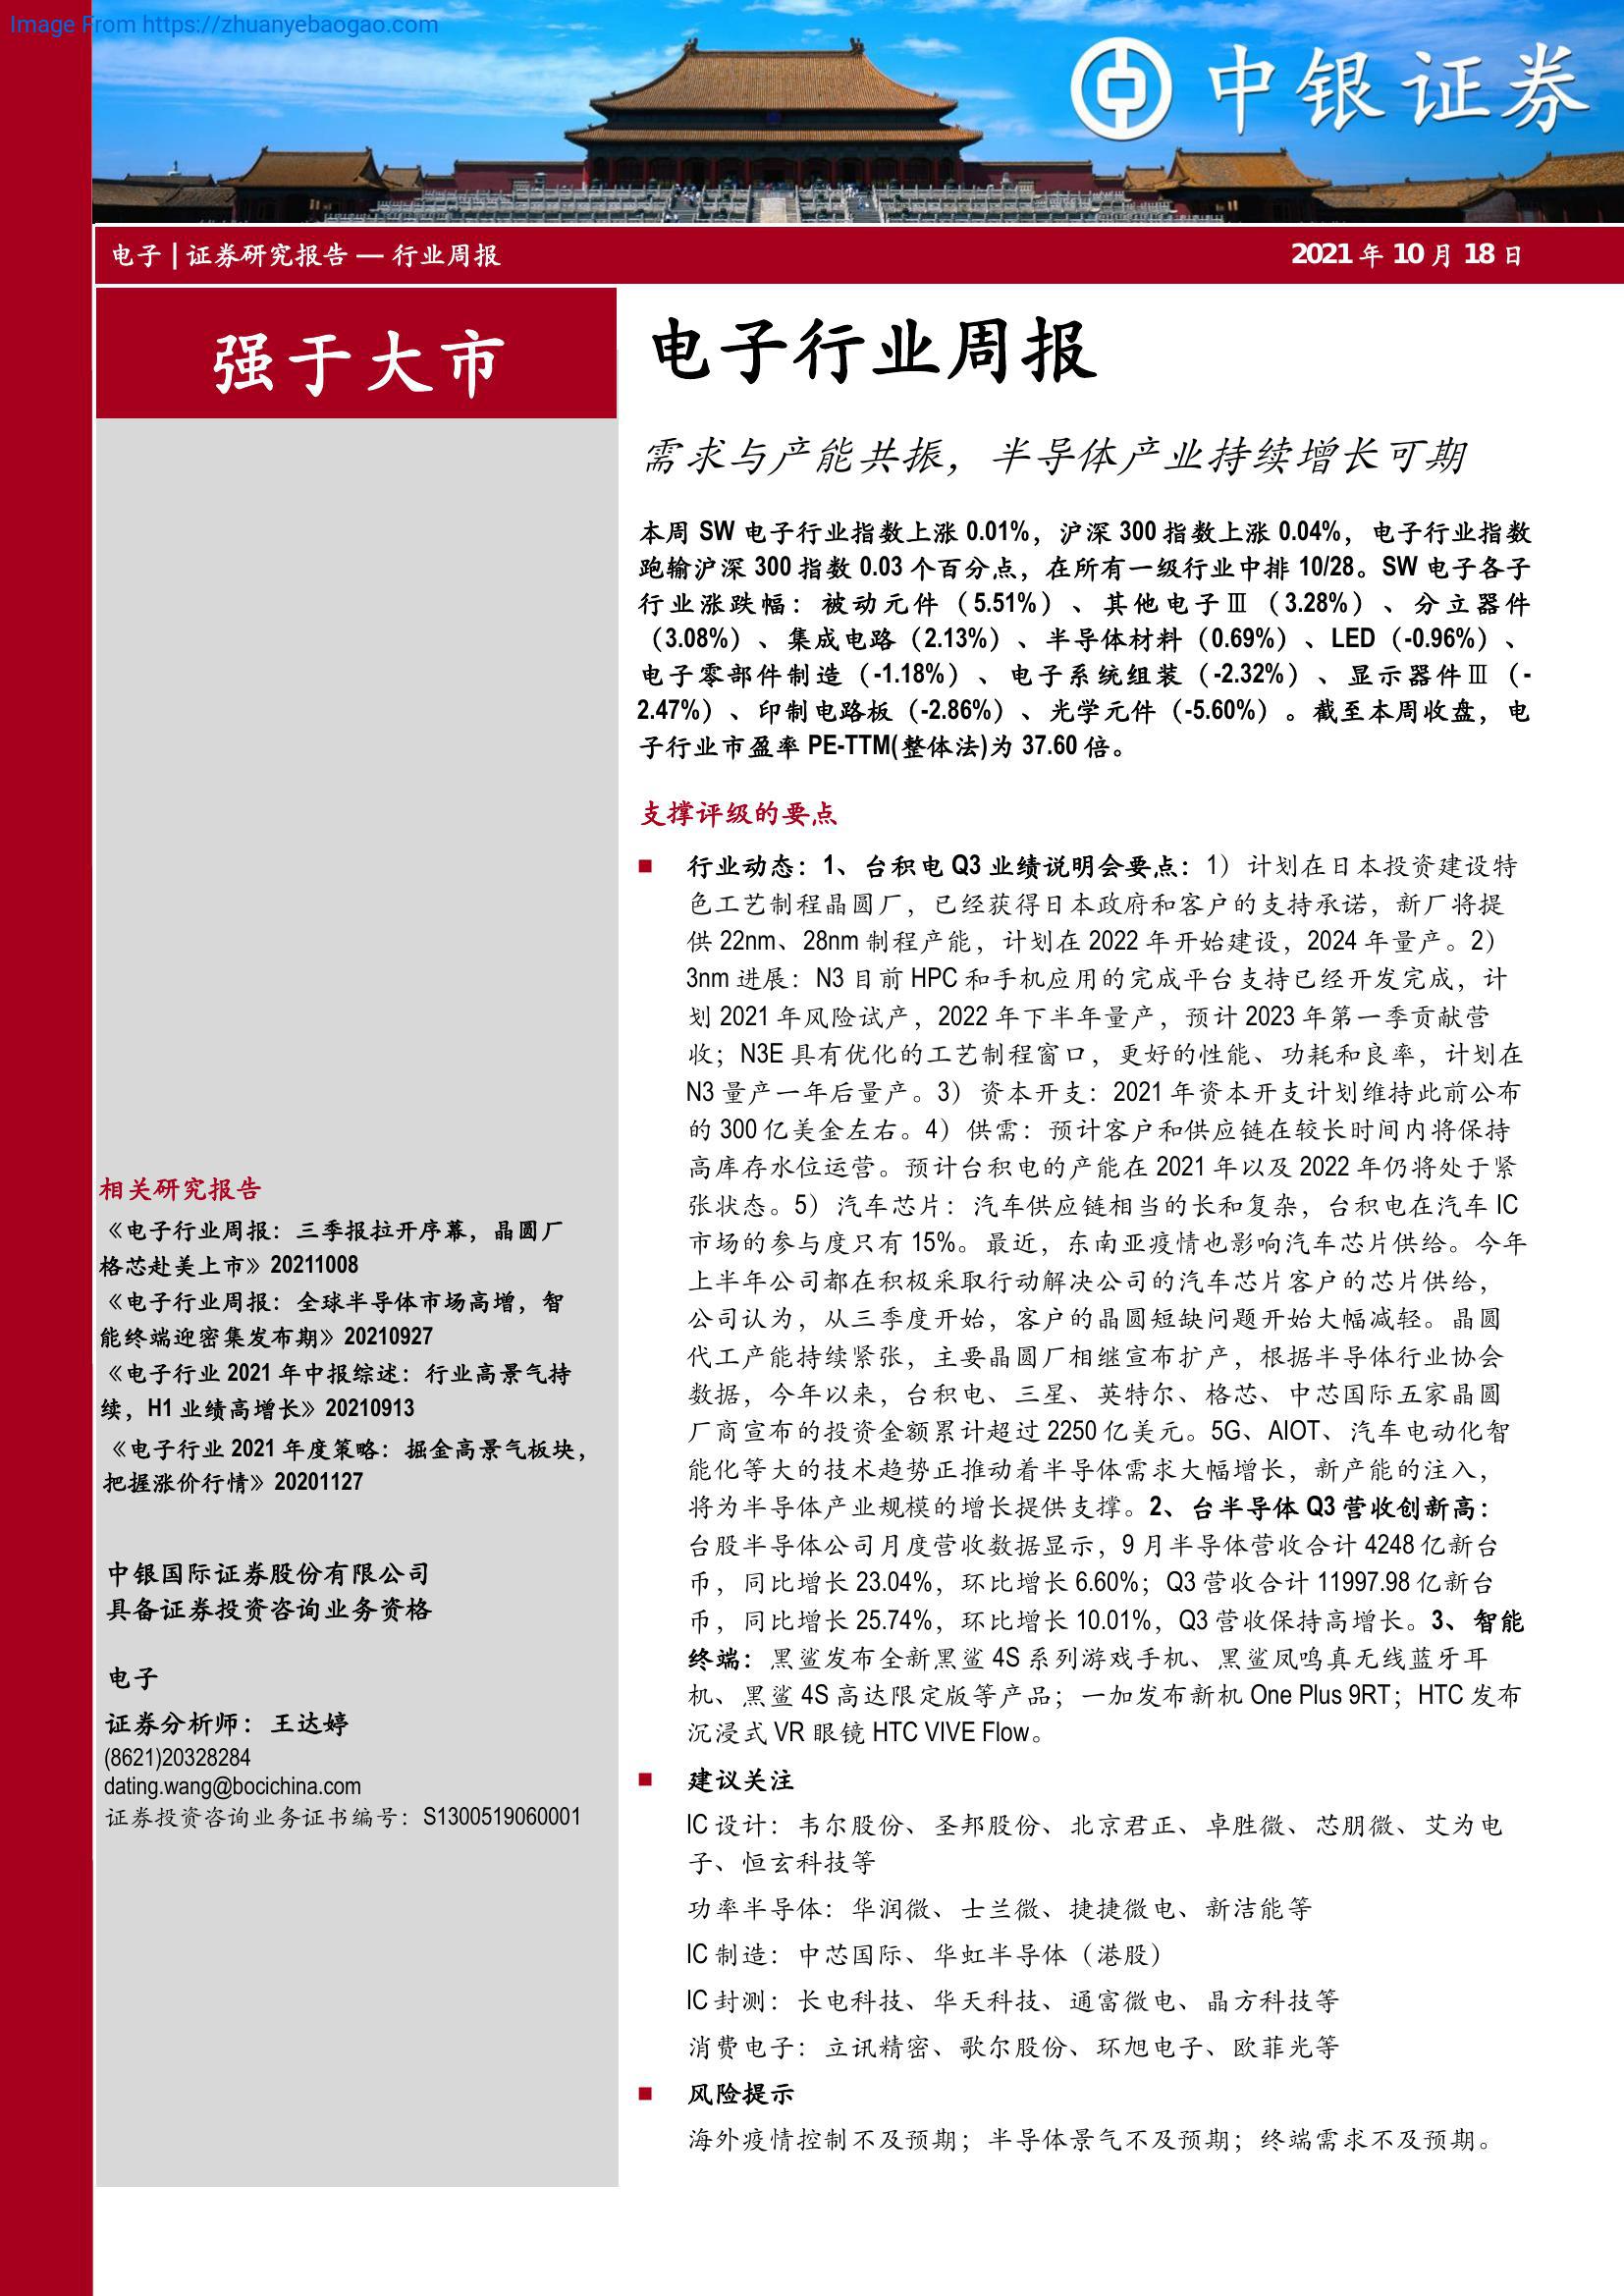 Image From https://zhuanyebaogao.com
中银证券
电子 | 证券研究报告 — 行业周报
2021 年 10 月 18 日
强于大市
电子行业周报
需求与产能共振，半导体产业持续增长可期
本周 SW 电子行业指数上涨 0.01%，沪深 300 指数上涨 0.04%，电子行业指数
跑输沪深 300 指数 0.03 个百分点，在所有一级行业中排 10/28。SW 电子各子
行业涨跌幅：被动元件（5.51%）、其他电子Ⅲ（3.28%）、分立器件
（3.08%）、集成电路（2.13%）、半导体材料（0.69%）、LED（-0.96%）、
电子零部件制造（-1.18%）、电子系统组装（-2.32%）、显示器件Ⅲ（-
2.47%）、印制电路板（-2.86%）、光学元件（-5.60%）。截至本周收盘，电
子行业市盈率 PE-TTM(整体法)为 37.60 倍。
支撑评级的要点
■ 行业动态：1、台积电 Q3 业绩说明会要点：1）计划在日本投资建设特
色工艺制程晶圆厂，已经获得日本政府和客户的支持承诺，新厂将提
供 22nm、28nm 制程产能，计划在 2022 年开始建设，2024 年量产。2）
3nm 进展：N3 目前 HPC 和手机应用的完成平台支持已经开发完成，计
划 2021 年风险试产，2022 年下半年量产，预计 2023 年第一季贡献营
收；N3E 具有优化的工艺制程窗口，更好的性能、功耗和良率，计划在
N3 量产一年后量产。3）资本开支：2021 年资本开支计划维持此前公布
的 300 亿美金左右。4）供需：预计客户和供应链在较长时间内将保持
高库存水位运营。预计台积电的产能在 2021 年以及 2022 年仍将处于紧
张状态。5）汽车芯片：汽车供应链相当的长和复杂，台积电在汽车 IC
市场的参与度只有 15%。最近，东南亚疫情也影响汽车芯片供给。今年
上半年公司都在积极采取行动解决公司的汽车芯片客户的芯片供给，
公司认为，从三季度开始，客户的晶圆短缺问题开始大幅减轻。晶圆
代工产能持续紧张，主要晶圆厂相继宣布扩产，根据半导体行业协会
数据，今年以来，台积电、三星、英特尔、格芯、中芯国际五家晶圆
厂商宣布的投资金额累计超过 2250 亿美元。5G、AIOT、汽车电动化智
能化等大的技术趋势正推动着半导体需求大幅增长，新产能的注入，
将为半导体产业规模的增长提供支撑。2、台半导体 Q3 营收创新高：
台股半导体公司月度营收数据显示，9 月半导体营收合计 4248 亿新台
币，同比增长 23.04%，环比增长 6.60%；Q3 营收合计 11997.98 亿新台
币，同比增长 25.74%，环比增长 10.01%，Q3 营收保持高增长。3、智能
终端：黑鲨发布全新黑鲨 4S 系列游戏手机、黑鲨凤鸣真无线蓝牙耳
机、黑鲨 4S 高达限定版等产品；一加发布新机 One Plus 9RT；HTC 发布
沉浸式 VR 眼镜 HTC VIVE Flow。
■ 建议关注
IC 设计：韦尔股份、圣邦股份、北京君正、卓胜微、芯朋微、艾为电
子、恒玄科技等
功率半导体：华润微、士兰微、捷捷微电、新洁能等
IC 制造：中芯国际、华虹半导体（港股）
IC 封测：长电科技、华天科技、通富微电、晶方科技等
消费电子：立讯精密、歌尔股份、环旭电子、欧菲光等
■ 风险提示
海外疫情控制不及预期；半导体景气不及预期；终端需求不及预期。
相关研究报告
《电子行业周报：三季报拉开序幕，晶圆厂
格芯赴美上市》20211008
《电子行业周报：全球半导体市场高增，智
能终端迎密集发布期》20210927
《电子行业 2021 年中报综述：行业高景气持
续，H1 业绩高增长》20210913
《电子行业 2021 年度策略：掘金高景气板块，
把握涨价行情》20201127
中银国际证券股份有限公司
具备证券投资咨询业务资格
电子
证券分析师：王达婷
(8621)20328284
dating.wang@bocichina.com
证券投资咨询业务证书编号：S1300519060001